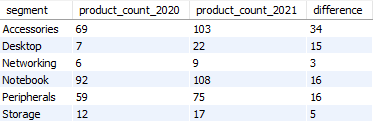 segment product_count_2020 product_count_2021 difference
Accessories 69 103 34
Desktop 7 22 15
Networking 6 9 3
Notebook 92 108 16
Peripherals 59 75 16
Storage 12 17 5